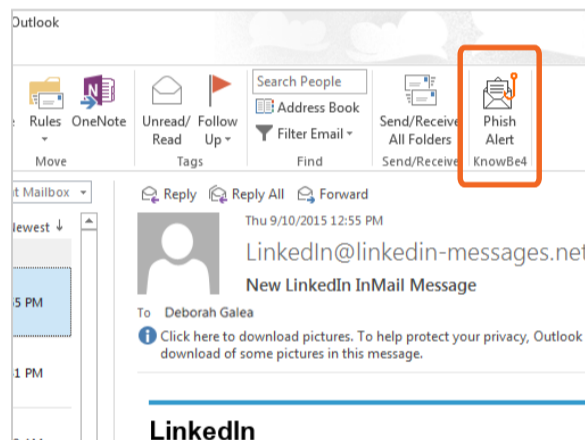 Outlook
Rules
OneNote
Unread/
Read
Follow
Up
Search People
Address Book
Filter Email
Send/Receive
All Folders
Phish
Alert
Move
Tags
Find
Send/Receive
KnowBe4
t Mailbox
Newest ↓
Reply Reply All Forward
Thu 9/10/2015 12:55 PM
LinkedIn@linkedin-messages.net
New LinkedIn InMail Message
To Deborah Galea
Click here to download pictures. To help protect your privacy, Outlook
download of some pictures in this message.
5 PM
1 PM
LinkedIn